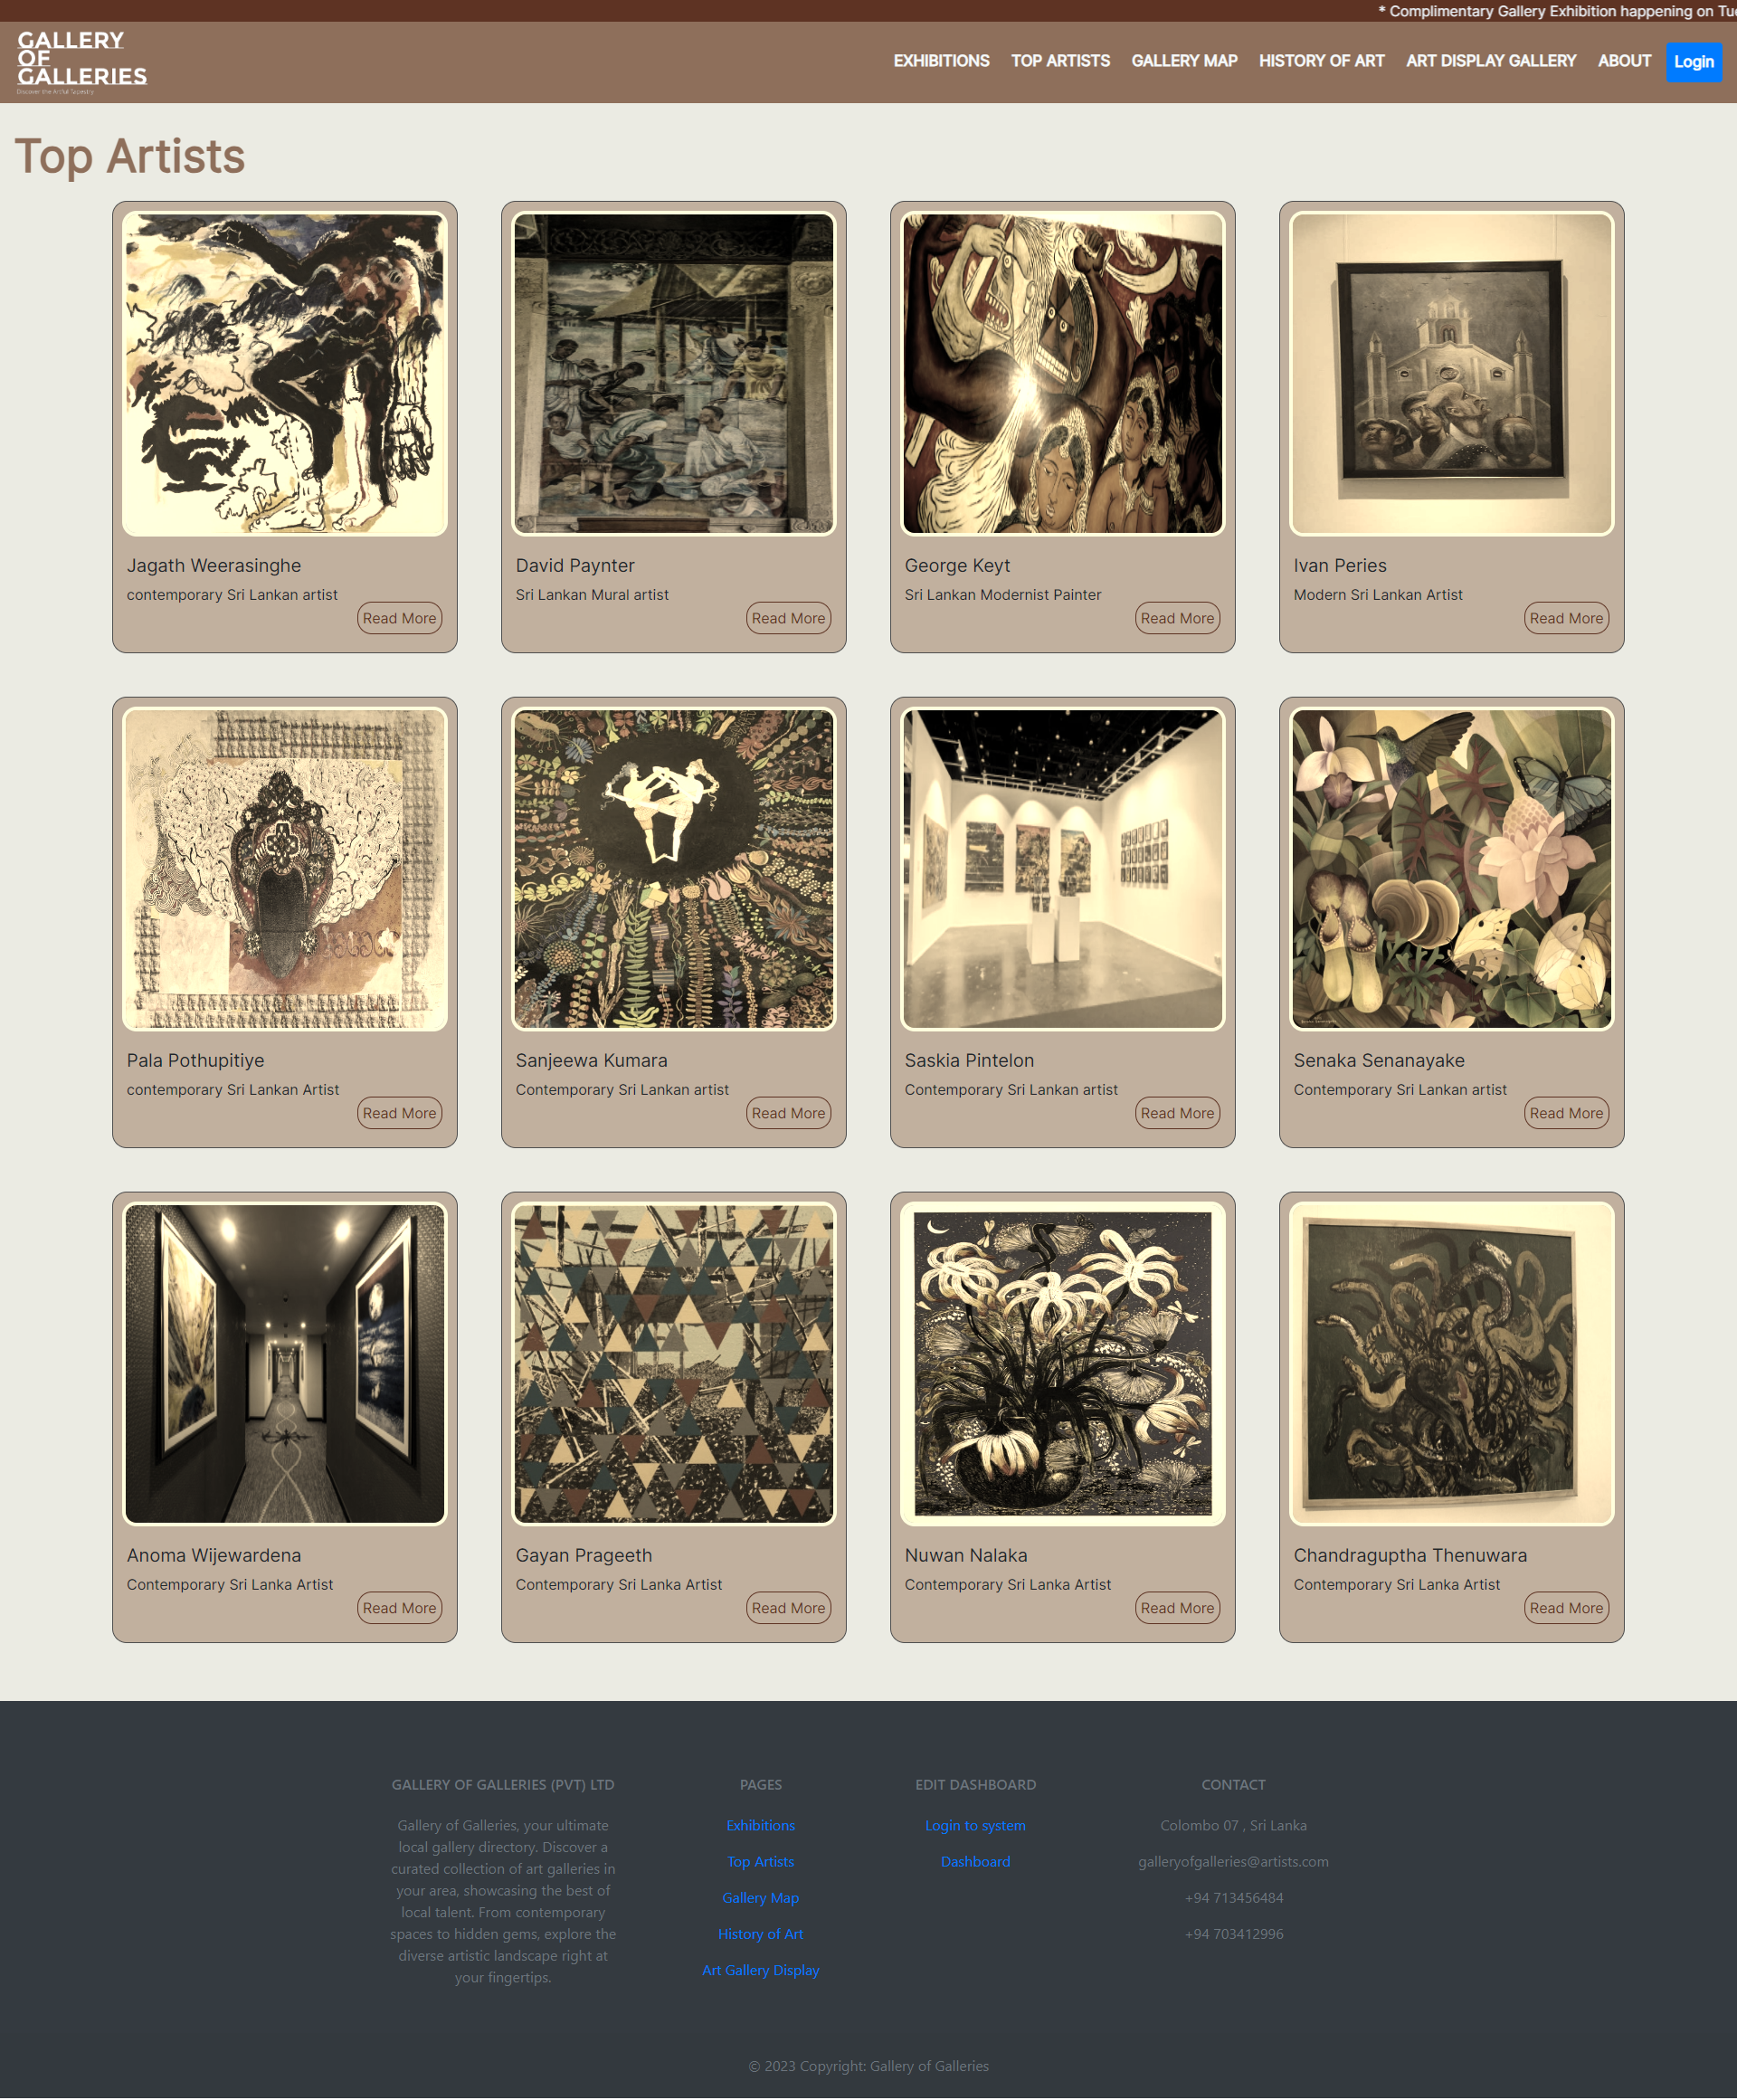 * Complimentary Gallery Exhibition happening on Tue
GALLERY
OF
GALLERIES
Discover the Artful Tapestry
EXHIBITIONS TOP ARTISTS GALLERY MAP HISTORY OF ART ART DISPLAY GALLERY ABOUT Login
Top Artists
Jagath Weerasinghe
contemporary Sri Lankan artist
Read More
David Paynter
Sri Lankan Mural artist
Read More
George Keyt
Sri Lankan Modernist Painter
Read More
Ivan Peries
Modern Sri Lankan Artist
Read More
Pala Pothupitiye
contemporary Sri Lankan Artist
Read More
Sanjeewa Kumara
Contemporary Sri Lankan artist
Read More
Saskia Pintelon
Contemporary Sri Lankan artist
Read More
Senaka Senanayake
Contemporary Sri Lankan artist
Read More
Anoma Wijewardena
Contemporary Sri Lanka Artist
Read More
Gayan Prageeth
Contemporary Sri Lanka Artist
Read More
Nuwan Nalaka
Contemporary Sri Lanka Artist
Read More
Chandraguptha Thenuwara
Contemporary Sri Lanka Artist
Read More
GALLERY OF GALLERIES (PVT) LTD
Gallery of Galleries, your ultimate
local gallery directory. Discover a
curated collection of art galleries in
your area, showcasing the best of
local talent. From contemporary
spaces to hidden gems, explore the
diverse artistic landscape right at
your fingertips.
PAGES
Exhibitions
Top Artists
Gallery Map
History of Art
Art Gallery Display
EDIT DASHBOARD
Login to system
Dashboard
CONTACT
Colombo 07 , Sri Lanka
galleryofgalleries@artists.com
+94 713456484
+94 703412996
© 2023 Copyright: Gallery of Galleries